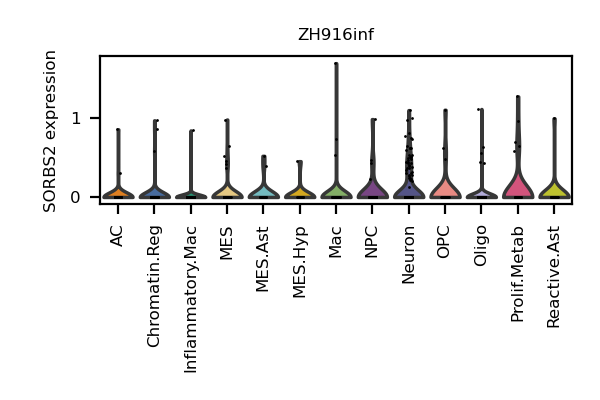 ZH916inf
SORBS2 expression
1
0
AC
Chromatin.Reg
Inflammatory.Mac
MES
MES.Ast
MES.Hyp
Mac
NPC
Neuron
OPC
Oligo
Prolif.Metab
Reactive.Ast